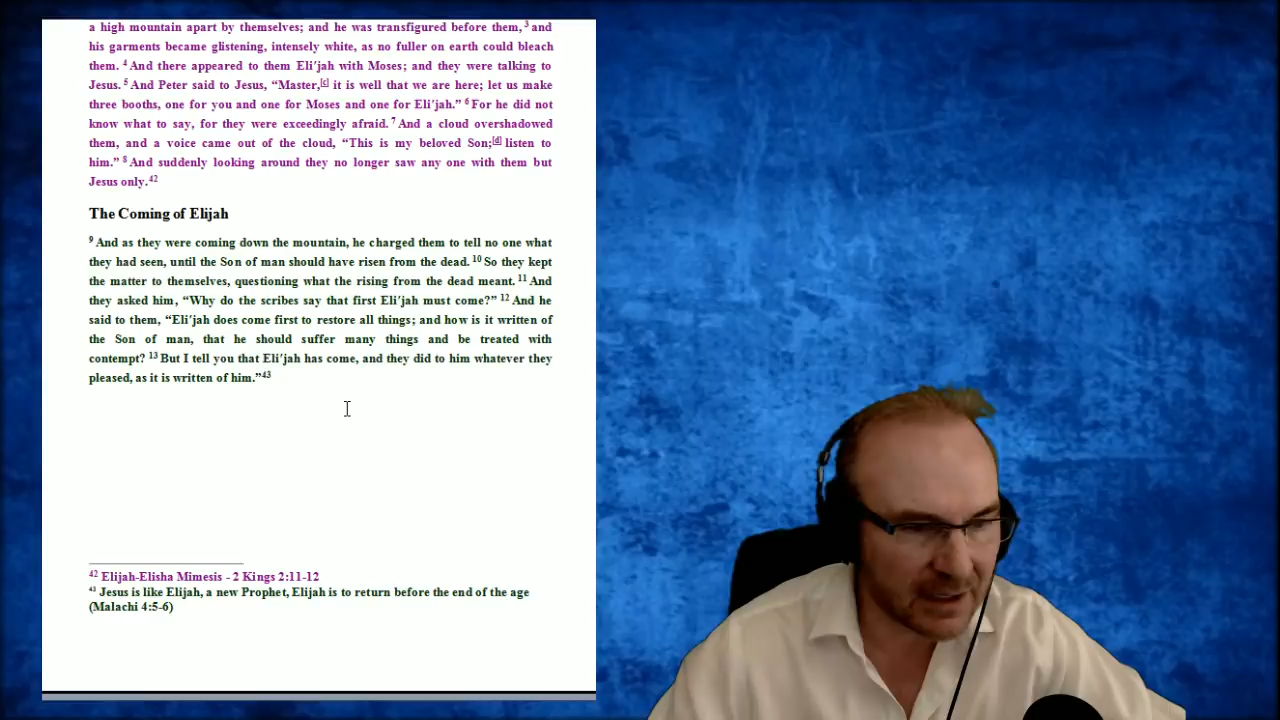 a high mountain apart by themselves; and he was transfigured before them, 3 and
his garments became glistening, intensely white, as no fuller on earth could bleach
them. 4 And there appeared to them Eli′jah with Moses; and they were talking to
Jesus. 5 And Peter said to Jesus, “Master,[c] it is well that we are here; let us make
three booths, one for you and one for Moses and one for Eli′jah.” 6 For he did not
know what to say, for they were exceedingly afraid. 7 And a cloud overshadowed
them, and a voice came out of the cloud, “This is my beloved Son;[d] listen to
him.” 8 And suddenly looking around they no longer saw any one with them but
Jesus only.42
The Coming of Elijah
9 And as they were coming down the mountain, he charged them to tell no one what
they had seen, until the Son of man should have risen from the dead. 10 So they kept
the matter to themselves, questioning what the rising from the dead meant. 11 And
they asked him, “Why do the scribes say that first Eli′jah must come?” 12 And he
said to them, “Eli′jah does come first to restore all things; and how is it written of
the Son of man, that he should suffer many things and be treated with
contempt? 13 But I tell you that Eli′jah has come, and they did to him whatever they
pleased, as it is written of him.”43
42 Elijah-Elisha Mimesis - 2 Kings 2:11-12
43 Jesus is like Elijah, a new Prophet, Elijah is to return before the end of the age
(Malachi 4:5-6)